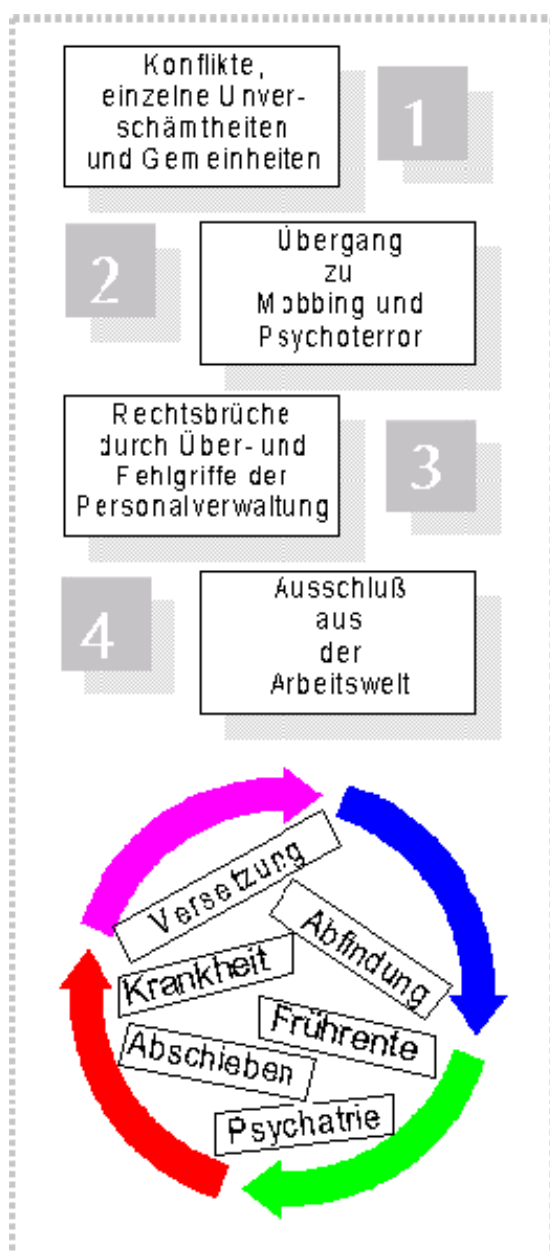 Konflikte,
einzelne Unver-
schämtheiten
und Gemeinheiten
1
2
Übergang
zu
Mobbing und
Psychoterror
Rechtsbrüche
durch Über- und
Fehlgriffe der
Personalverwaltung
3
4
Ausschluß
aus
der
Arbeitswelt
Versetzung
Abfindung
Krankheit
Frührente
Abschieben
Psychatrie